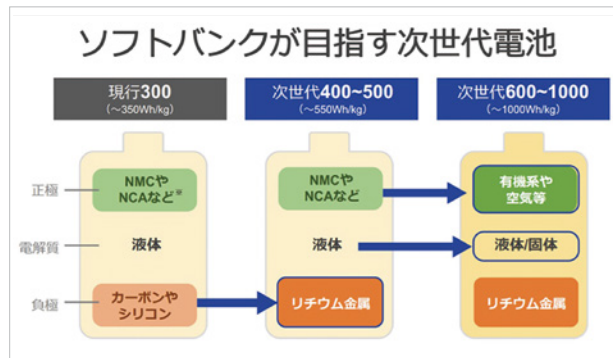 ソフトバンクが目指す次世代電池
現行300
(~350Wh/kg)
次世代400~500
(~550Wh/kg)
次世代600~1000
(~1000Wh/kg)
正極
NMCや
NCAなど※
NMCや
NCAなど
有機系や
空気等
電解質
液体
液体
液体/固体
負極
カーボンや
シリコン
リチウム金属
リチウム金属